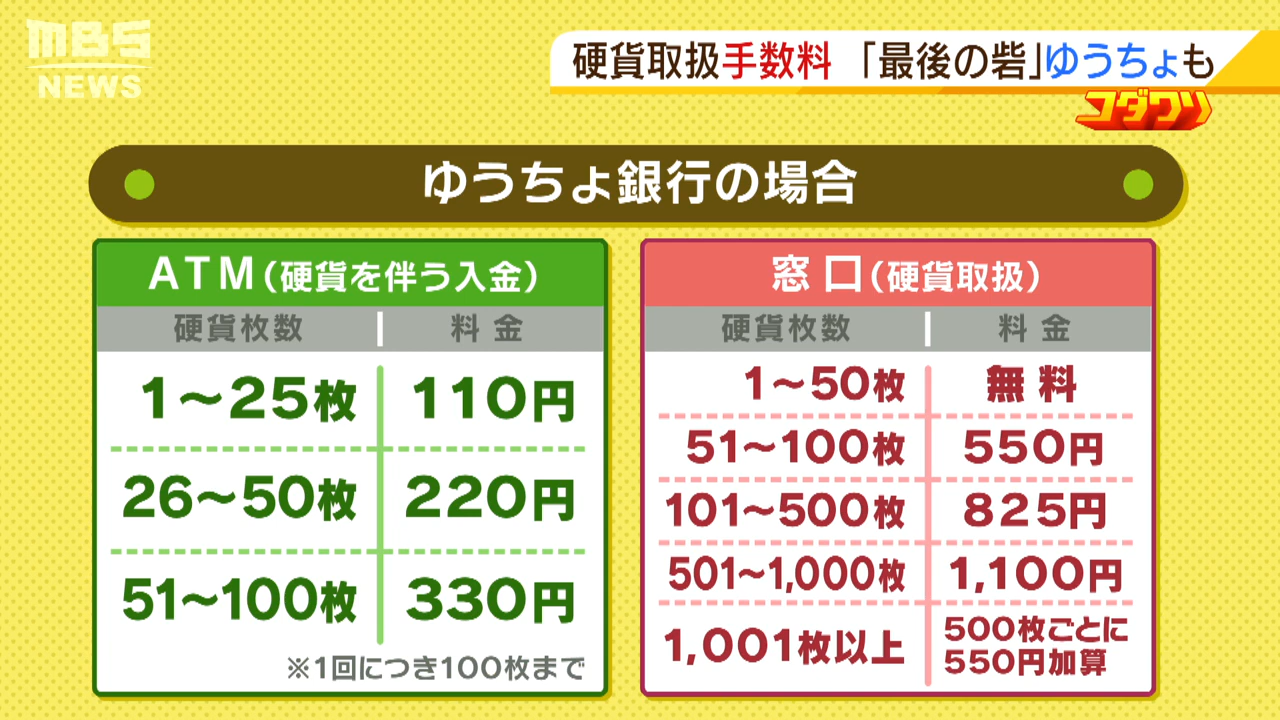 MBS
NEWS
硬貨取扱手数料 「最後の砦」ゆうちょも
コダワリ
ゆうちょ銀行の場合
ATM(硬貨を伴う入金)
硬貨枚数 料金
1～25枚 110円
26～50枚 220円
51～100枚 330円
※1回につき100枚まで
窓口(硬貨取扱)
硬貨枚数 料金
1～50枚 無料
51～100枚 550円
101～500枚 825円
501～1,000枚 1,100円
1,001枚以上 500枚ごとに
550円加算